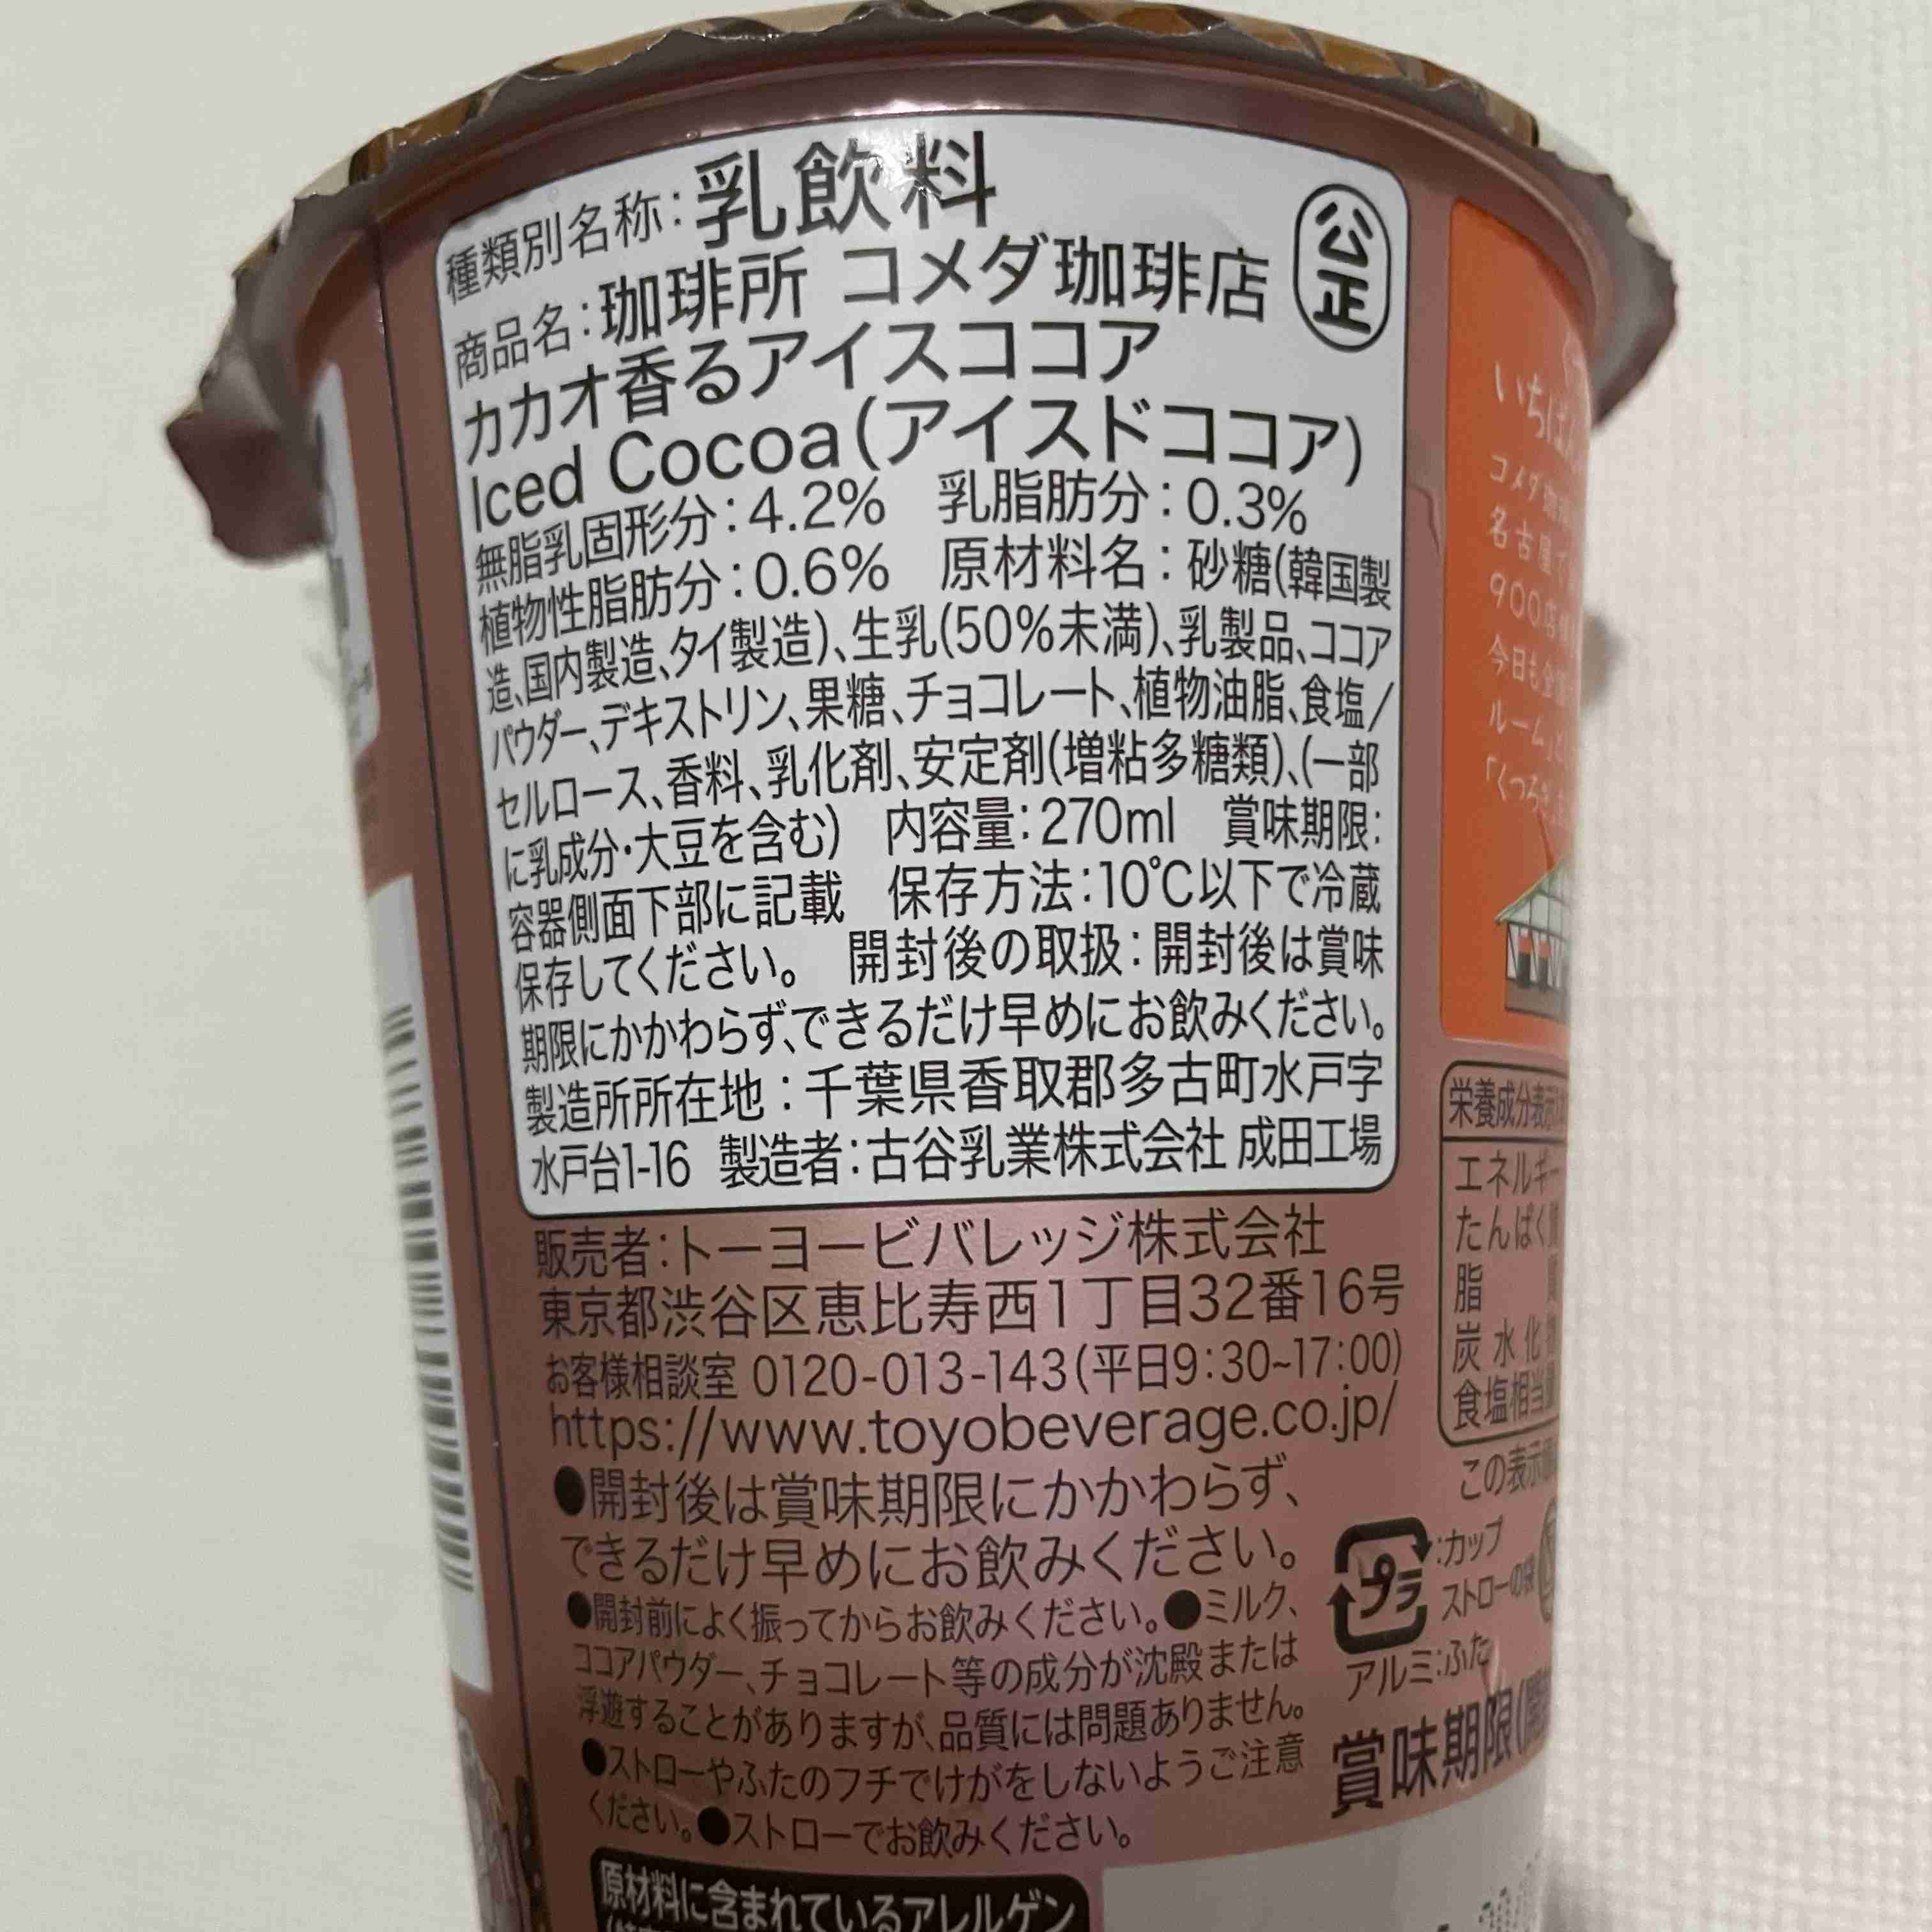 種類別名称:乳飲料
公正
商品名:珈琲所 コメダ珈琲店
カカオ香るアイスココア
Iced Cocoa(アイスドココア)
無脂乳固形分:4.2% 乳脂肪分:0.3%
植物性脂肪分:0.6% 原材料名:砂糖(韓国製
造、国内製造、タイ製造)、生乳(50%未満)、乳製品、ココア
パウダー、デキストリン、果糖、チョコレート、植物油脂、食塩/
セルロース、香料、乳化剤、安定剤(増粘多糖類)、(一部
に乳成分・大豆を含む) 内容量:270ml 賞味期限:
容器側面下部に記載 保存方法:10℃以下で冷蔵
保存してください。 開封後の取扱:開封後は賞味
期限にかかわらず、できるだけ早めにお飲みください。
製造所所在地:千葉県香取郡多古町水戸字
水戸台1-16 製造者:古谷乳業株式会社 成田工場
販売者:トーヨービバレッジ株式会社
東京都渋谷区恵比寿西1丁目32番16号
お客様相談室 0120-013-143(平日9:30~17:00)
https://www.toyobeverage.co.jp/
●開封後は賞味期限にかかわらず、
できるだけ早めにお飲みください。
●開封前によく振ってからお飲みください。●ミルク、
ココアパウダー、チョコレート等の成分が沈殿または
浮遊することがありますが、品質には問題ありません。
●ストローやふたのフチでけがをしないようご注意
ください。●ストローでお飲みください。
原材料に含まれているアレルゲン
いちば
コメダ珈
名古屋で
900店
今日も全
ルーム」と
「くつろ
栄養成分表示
エネルギー
たんぱく
脂
炭水化
食塩相当
この表示
プラ
:カップ
ストローの
アルミ:ふた
賞味期限